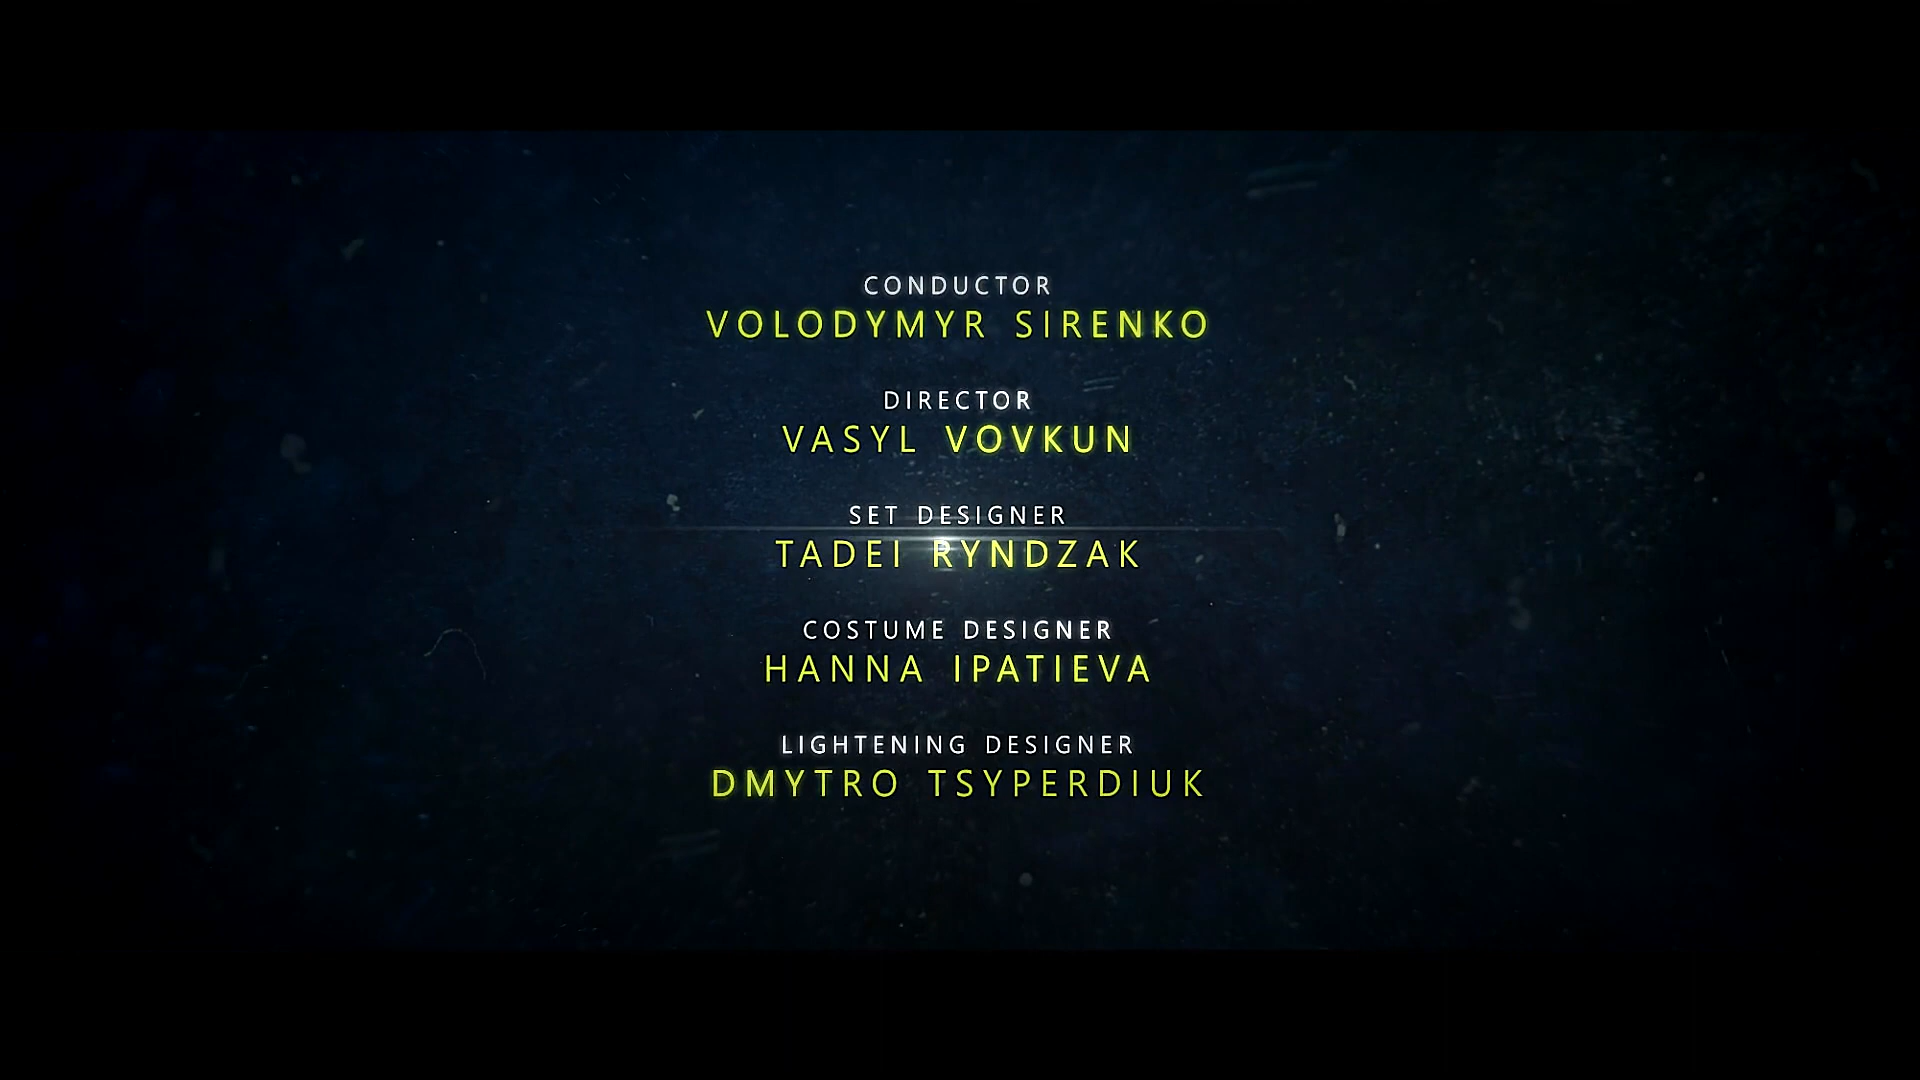 CONDUCTOR
VOLODYMYR SIRENKO
DIRECTOR
VASYL VOVKUN
SET DESIGNER
TADEI RYNDZAK
COSTUME DESIGNER
HANNA IPATIEVA
LIGHTENING DESIGNER
DMYTRO TSYPERDIUK